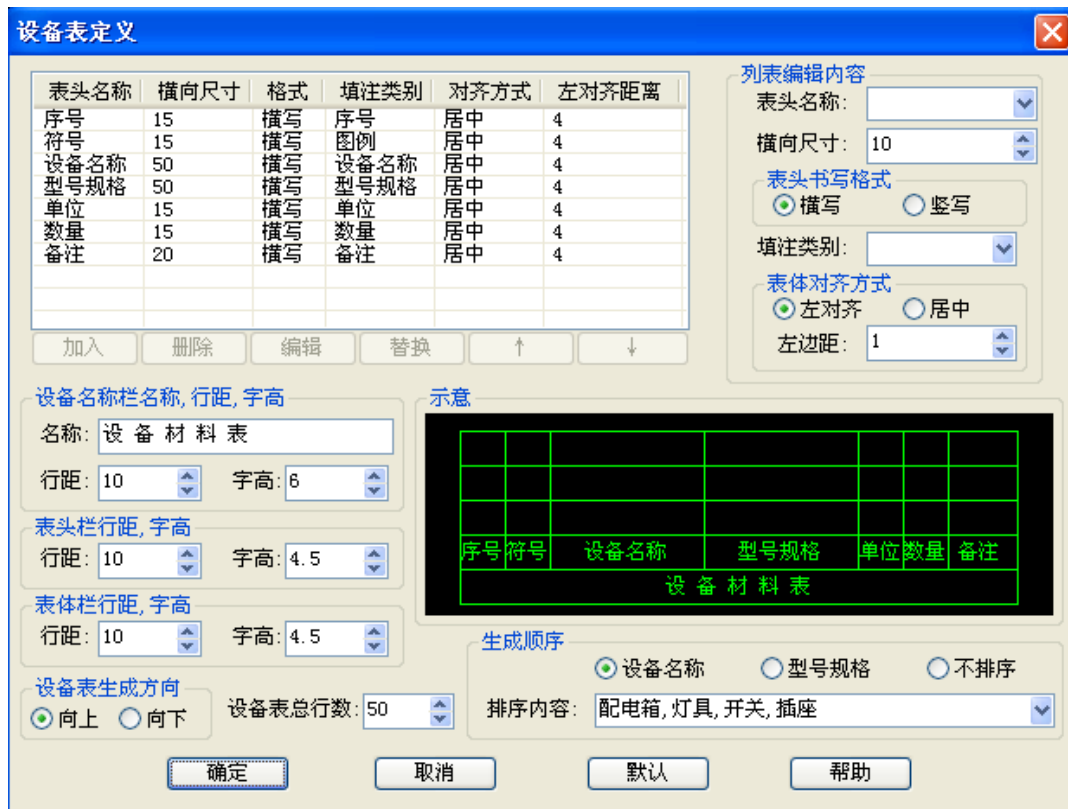 设备表定义
表头名称 横向尺寸 格式 填注类别 对齐方式 左对齐距离
序号 15 横写 序号 居中 4
符号 15 横写 图例 居中 4
设备名称 50 横写 设备名称 居中 4
型号规格 50 横写 型号规格 居中 4
单位 15 横写 单位 居中 4
数量 15 横写 数量 居中 4
备注 20 横写 备注 居中 4
加入 删除 编辑 替换 ↑ ↓
列表编辑内容
表头名称:
横向尺寸: 10
表头书写格式
横写 竖写
填注类别:
表体对齐方式
左对齐 居中
左边距: 1
设备名称栏名称,行距,字高
名称: 设 备 材 料 表
行距: 10 字高: 6
表头栏行距,字高
行距: 10 字高: 4.5
表体栏行距,字高
行距: 10 字高: 4.5
设备表生成方向
向上 向下
设备表总行数: 50
示意
序号 符号 设备名称 型号规格 单位 数量 备注
设 备 材 料 表
生成顺序
设备名称 型号规格 不排序
排序内容: 配电箱,灯具,开关,插座
确定 取消 默认 帮助